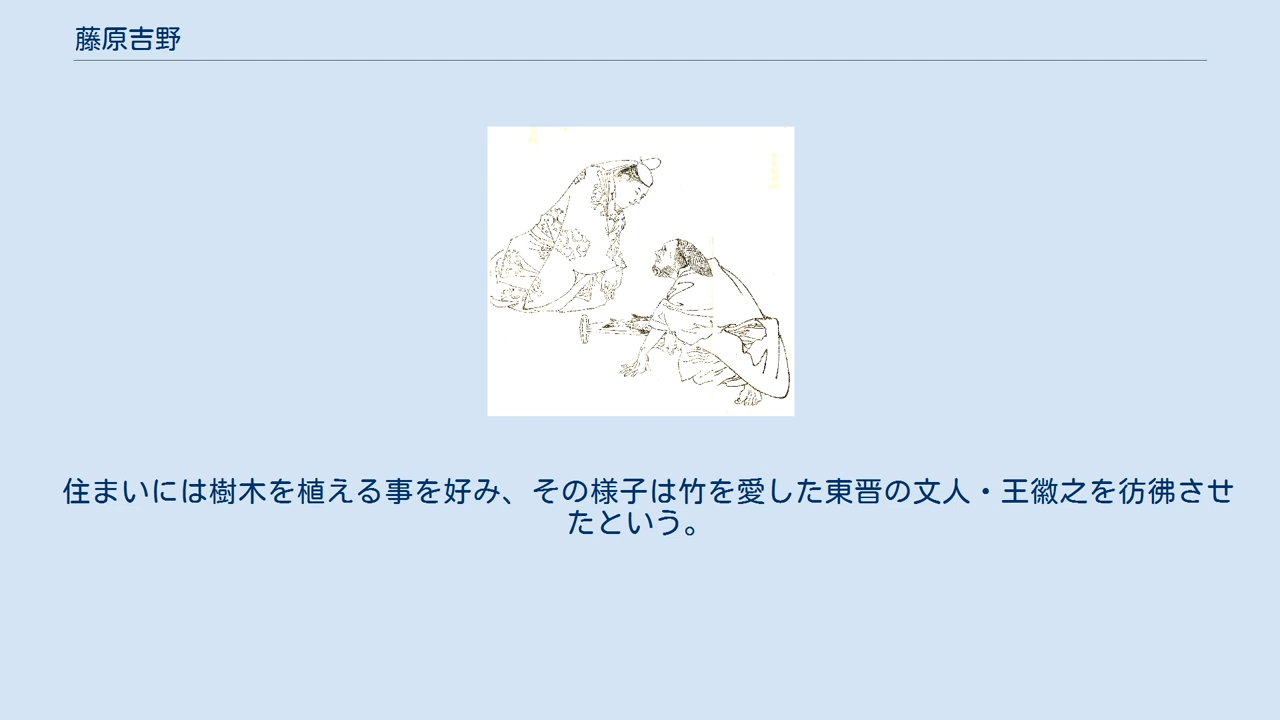 藤原吉野
住まいには樹木を植える事を好み、その様子は竹を愛した東晋の文人・王徽之を彷彿させ
たという。